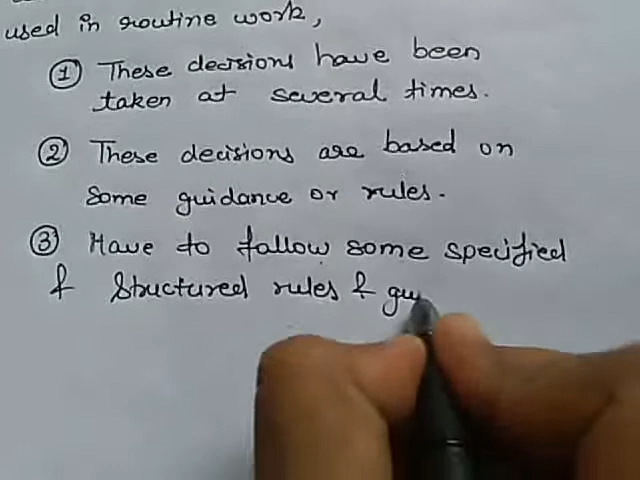 used in routine work,
① These decisions have been
taken at several times.
② These decisions are based on
some guidance or rules.
③ Have to follow some specified
& structured rules & gu